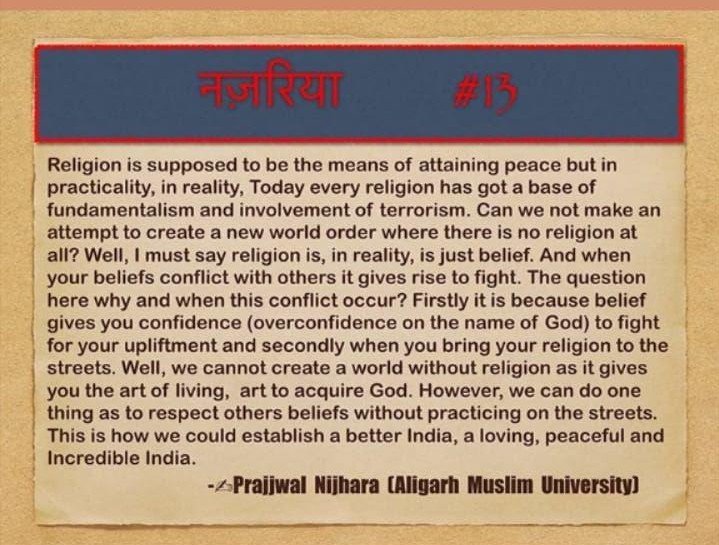 नज़रिया #13
Religion is supposed to be the means of attaining peace but in
practicality, in reality, Today every religion has got a base of
fundamentalism and involvement of terrorism. Can we not make an
attempt to create a new world order where there is no religion at
all? Well, I must say religion is, in reality, is just belief. And when
your beliefs conflict with others it gives rise to fight. The question
here why and when this conflict occur? Firstly it is because belief
gives you confidence (overconfidence on the name of God) to fight
for your upliftment and secondly when you bring your religion to the
streets. Well, we cannot create a world without religion as it gives
you the art of living, art to acquire God. However, we can do one
thing as to respect others beliefs without practicing on the streets.
This is how we could establish a better India, a loving, peaceful and
Incredible India.
-✍Prajjwal Nijhara (Aligarh Muslim University)